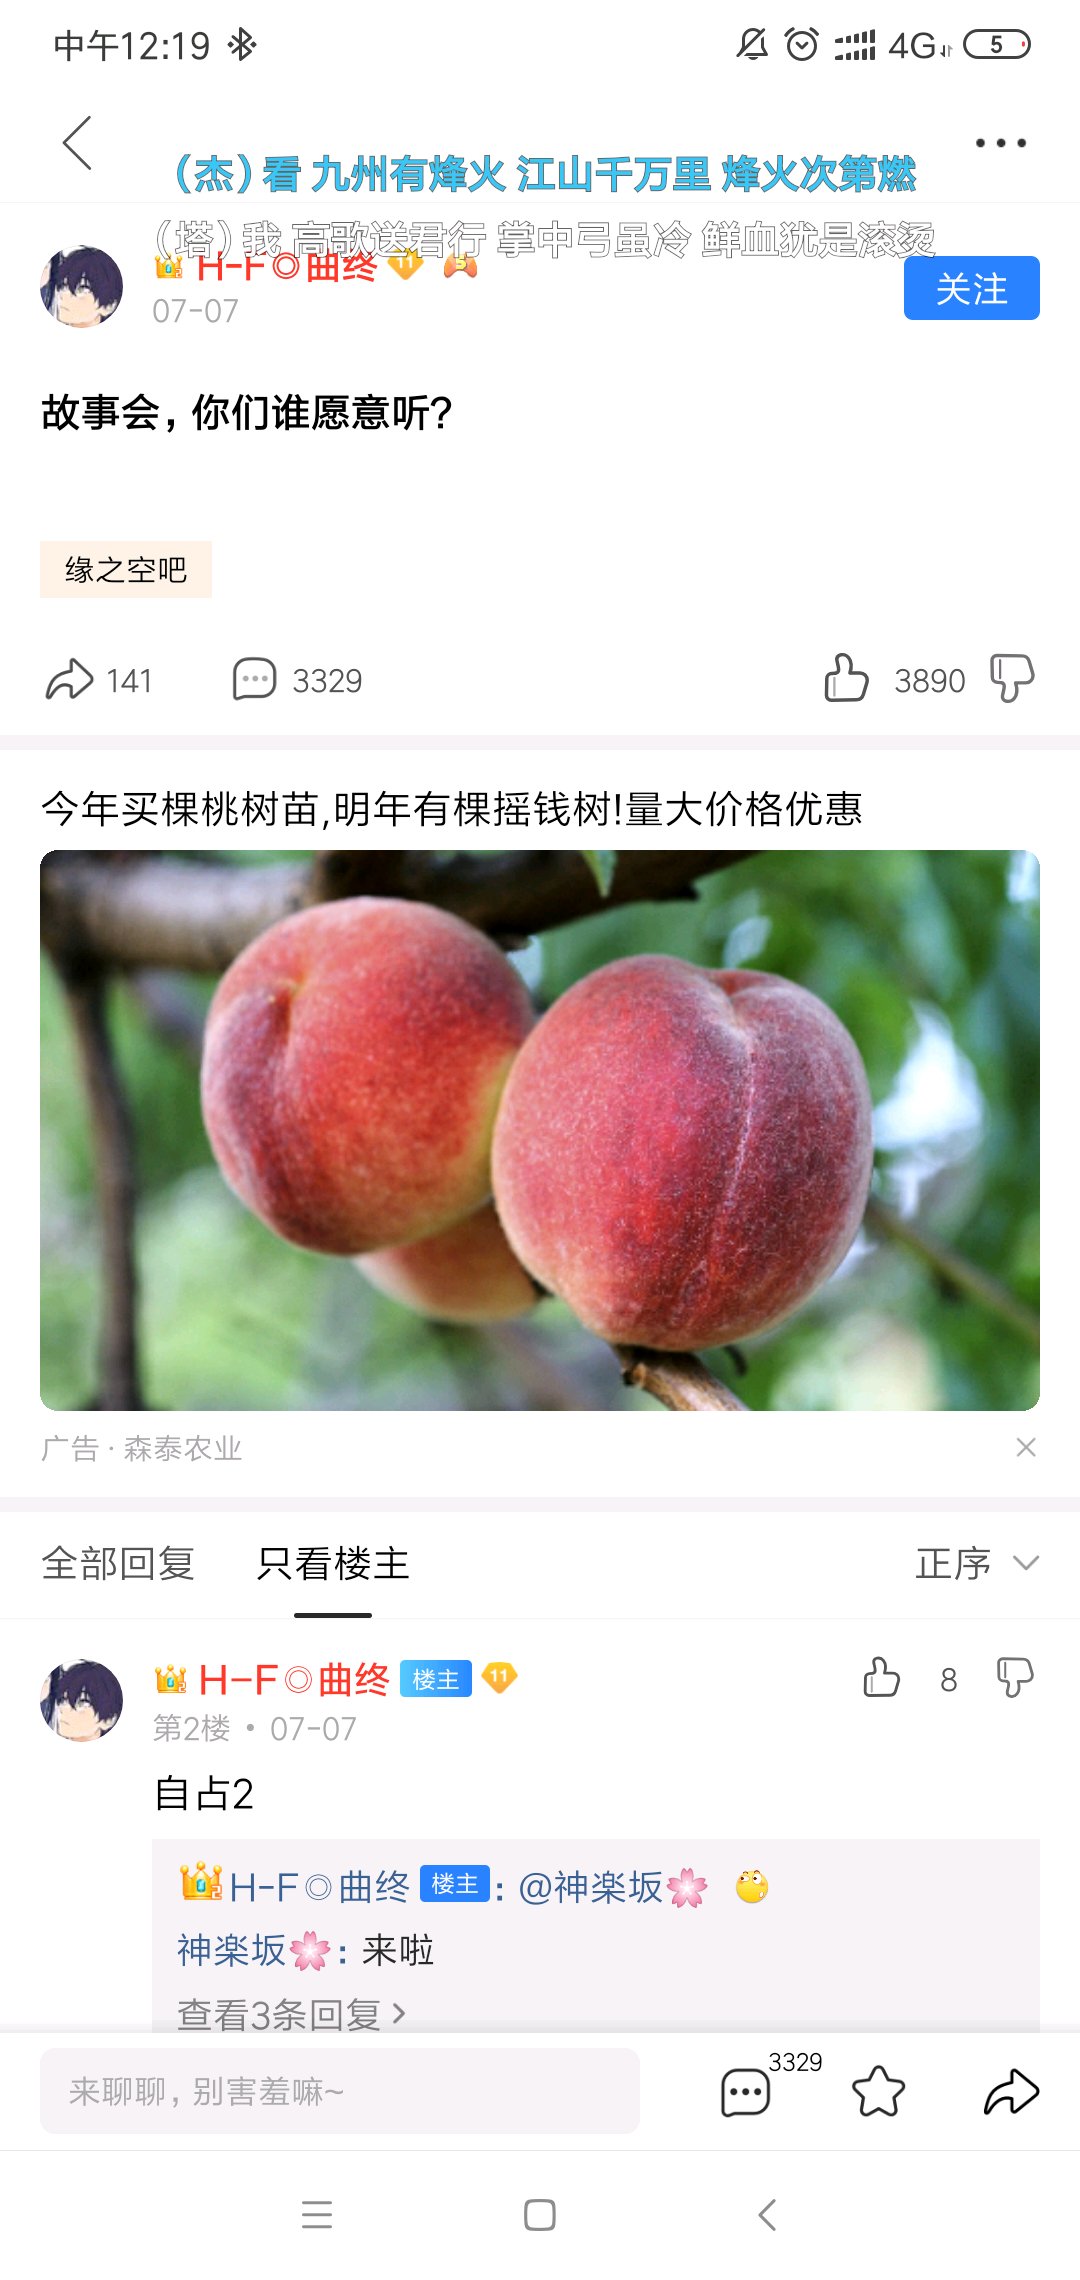 中午12:19
4G
5
（杰）看 九州有烽火 江山千万里 烽火次第燃
（塔）我 高歌送君行 掌中弓虽冷 鲜血犹是滚烫
H-F◎曲终 11 5
07-07
关注
故事会，你们谁愿意听？
缘之空吧
141
3329
3890
今年买棵桃树苗,明年有棵摇钱树!量大价格优惠
广告 · 森泰农业
全部回复
只看楼主
正序
H-F◎曲终 楼主 11
8
第2楼 • 07-07
自占2
H-F◎曲终 楼主：@神楽坂🌸
神楽坂🌸：来啦
查看3条回复 >
来聊聊，别害羞嘛~
3329